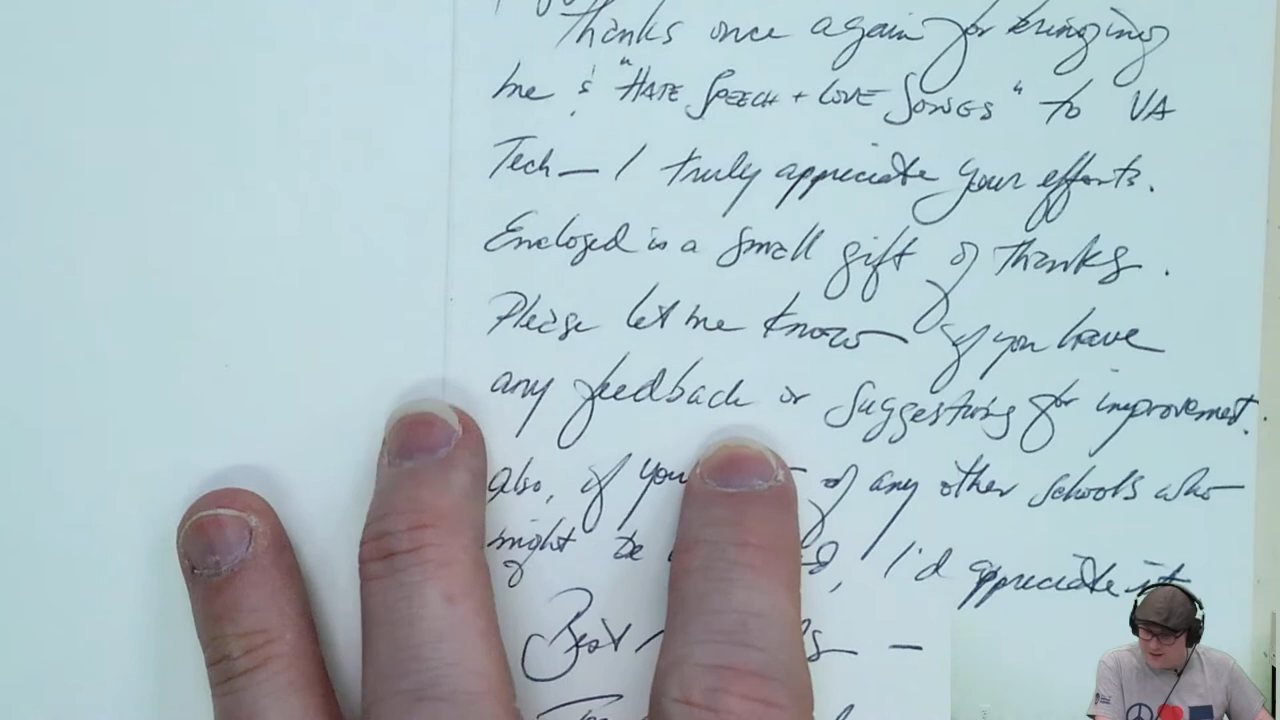 Thanks once again for bringing
me & "HATE SPEECH + LOVE SONGS" to VA
Tech — I truly appreciate your efforts.
Enclosed is a small gift of thanks.
Please let me know if you have
any feedback or suggestions for improvement.
Also, if you of any other schools who
might be I'd appreciate it
Best